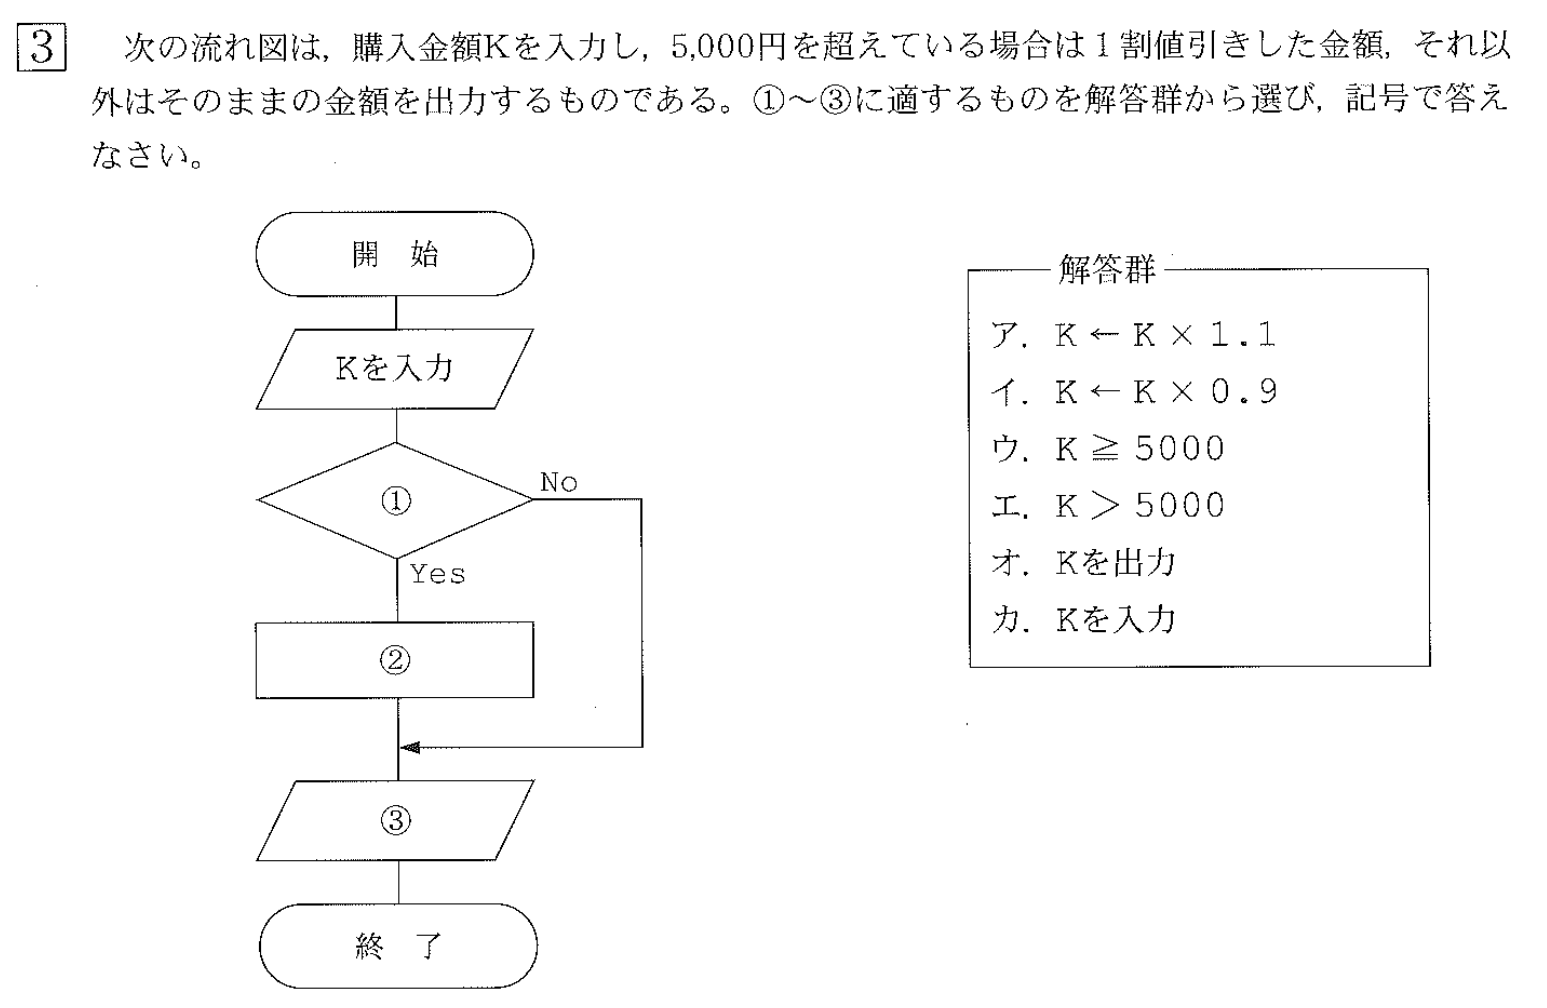 3 次の流れ図は，購入金額Kを入力し，5,000円を超えている場合は1割値引きした金額，それ以
外はそのままの金額を出力するものである。①～③に適するものを解答群から選び，記号で答え
なさい。
開 始
Kを入力
①
No
Yes
②
③
終 了
解答群
ア．K ← K × 1.1
イ．K ← K × 0.9
ウ．K ≧ 5000
エ．K ＞ 5000
オ．Kを出力
カ．Kを入力